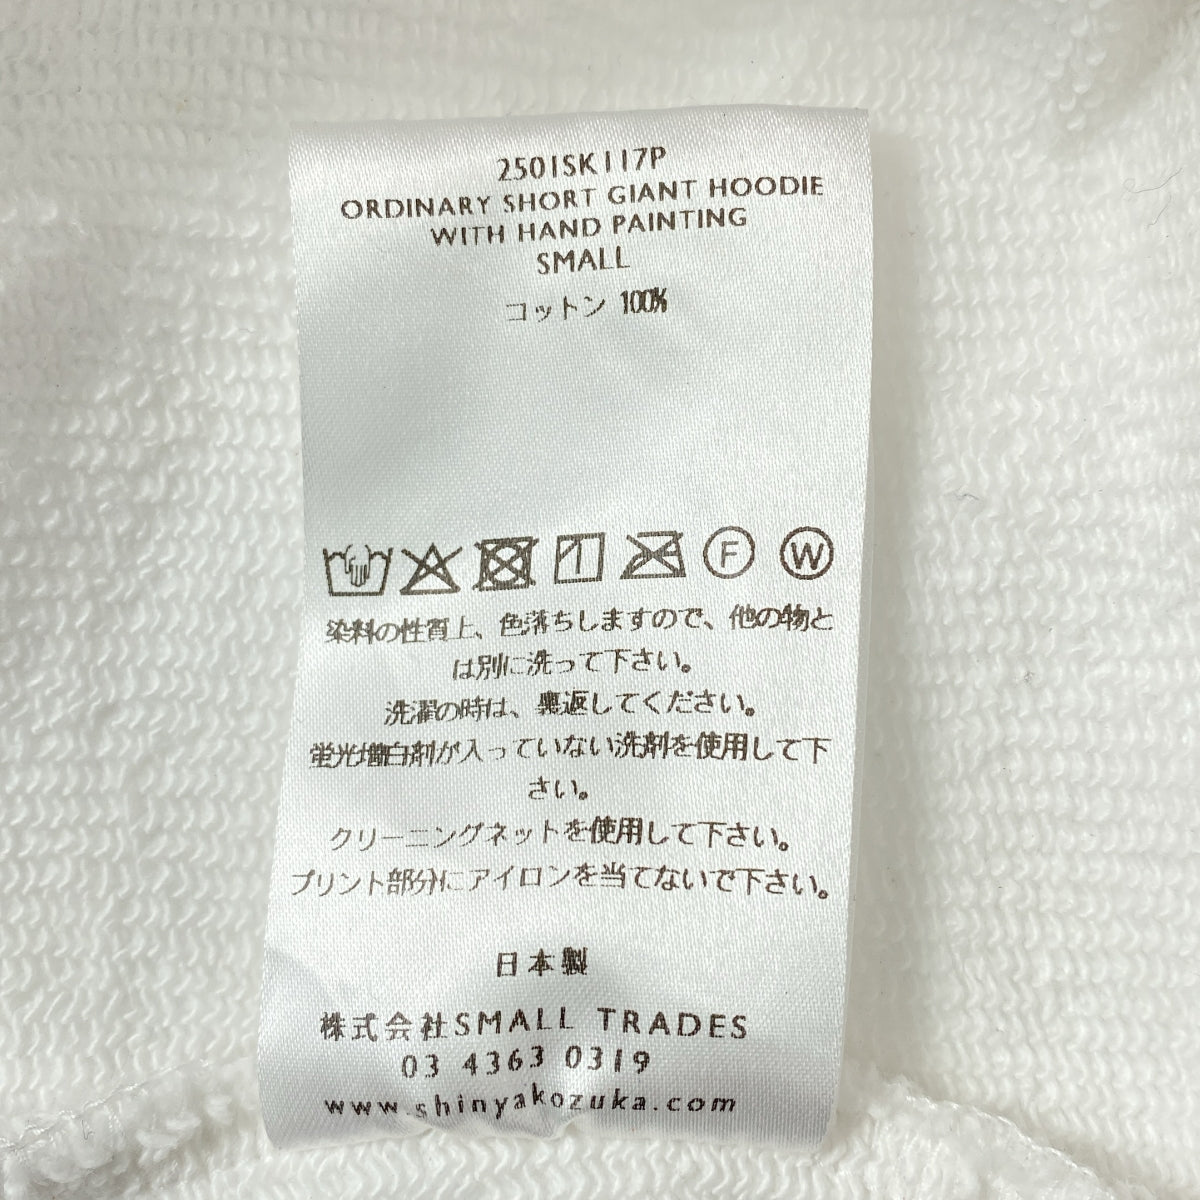 2501SK117P
ORDINARY SHORT GIANT HOODIE
WITH HAND PAINTING
SMALL
コットン 100%
F W
染料の性質上、色落ちしますので、他の物と
は別に洗って下さい。
洗濯の時は、裏返してください。
蛍光増白剤が入っていない洗剤を使用して下
さい。
クリーニングネットを使用して下さい。
プリント部分にアイロンを当てないで下さい。
日本製
株式会社SMALL TRADES
03 4363 0319
www.shinyakozuka.com